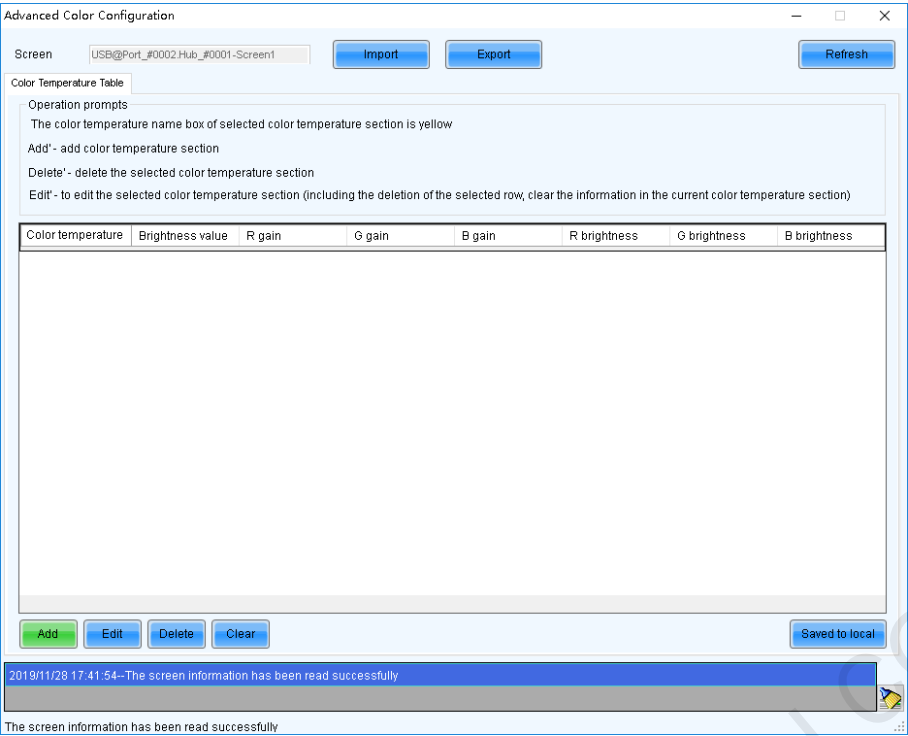 Advanced Color Configuration
Screen USB@Port_#0002.Hub_#0001-Screen1 Import Export Refresh
Color Temperature Table
Operation prompts
The color temperature name box of selected color temperature section is yellow
Add'- add color temperature section
Delete'- delete the selected color temperature section
Edit'- to edit the selected color temperature section (including the deletion of the selected row, clear the information in the current color temperature section)
Color temperature Brightness value R gain G gain B gain R brightness G brightness B brightness
Add Edit Delete Clear Saved to local
2019/11/28 17:41:54--The screen information has been read successfully
The screen information has been read successfully